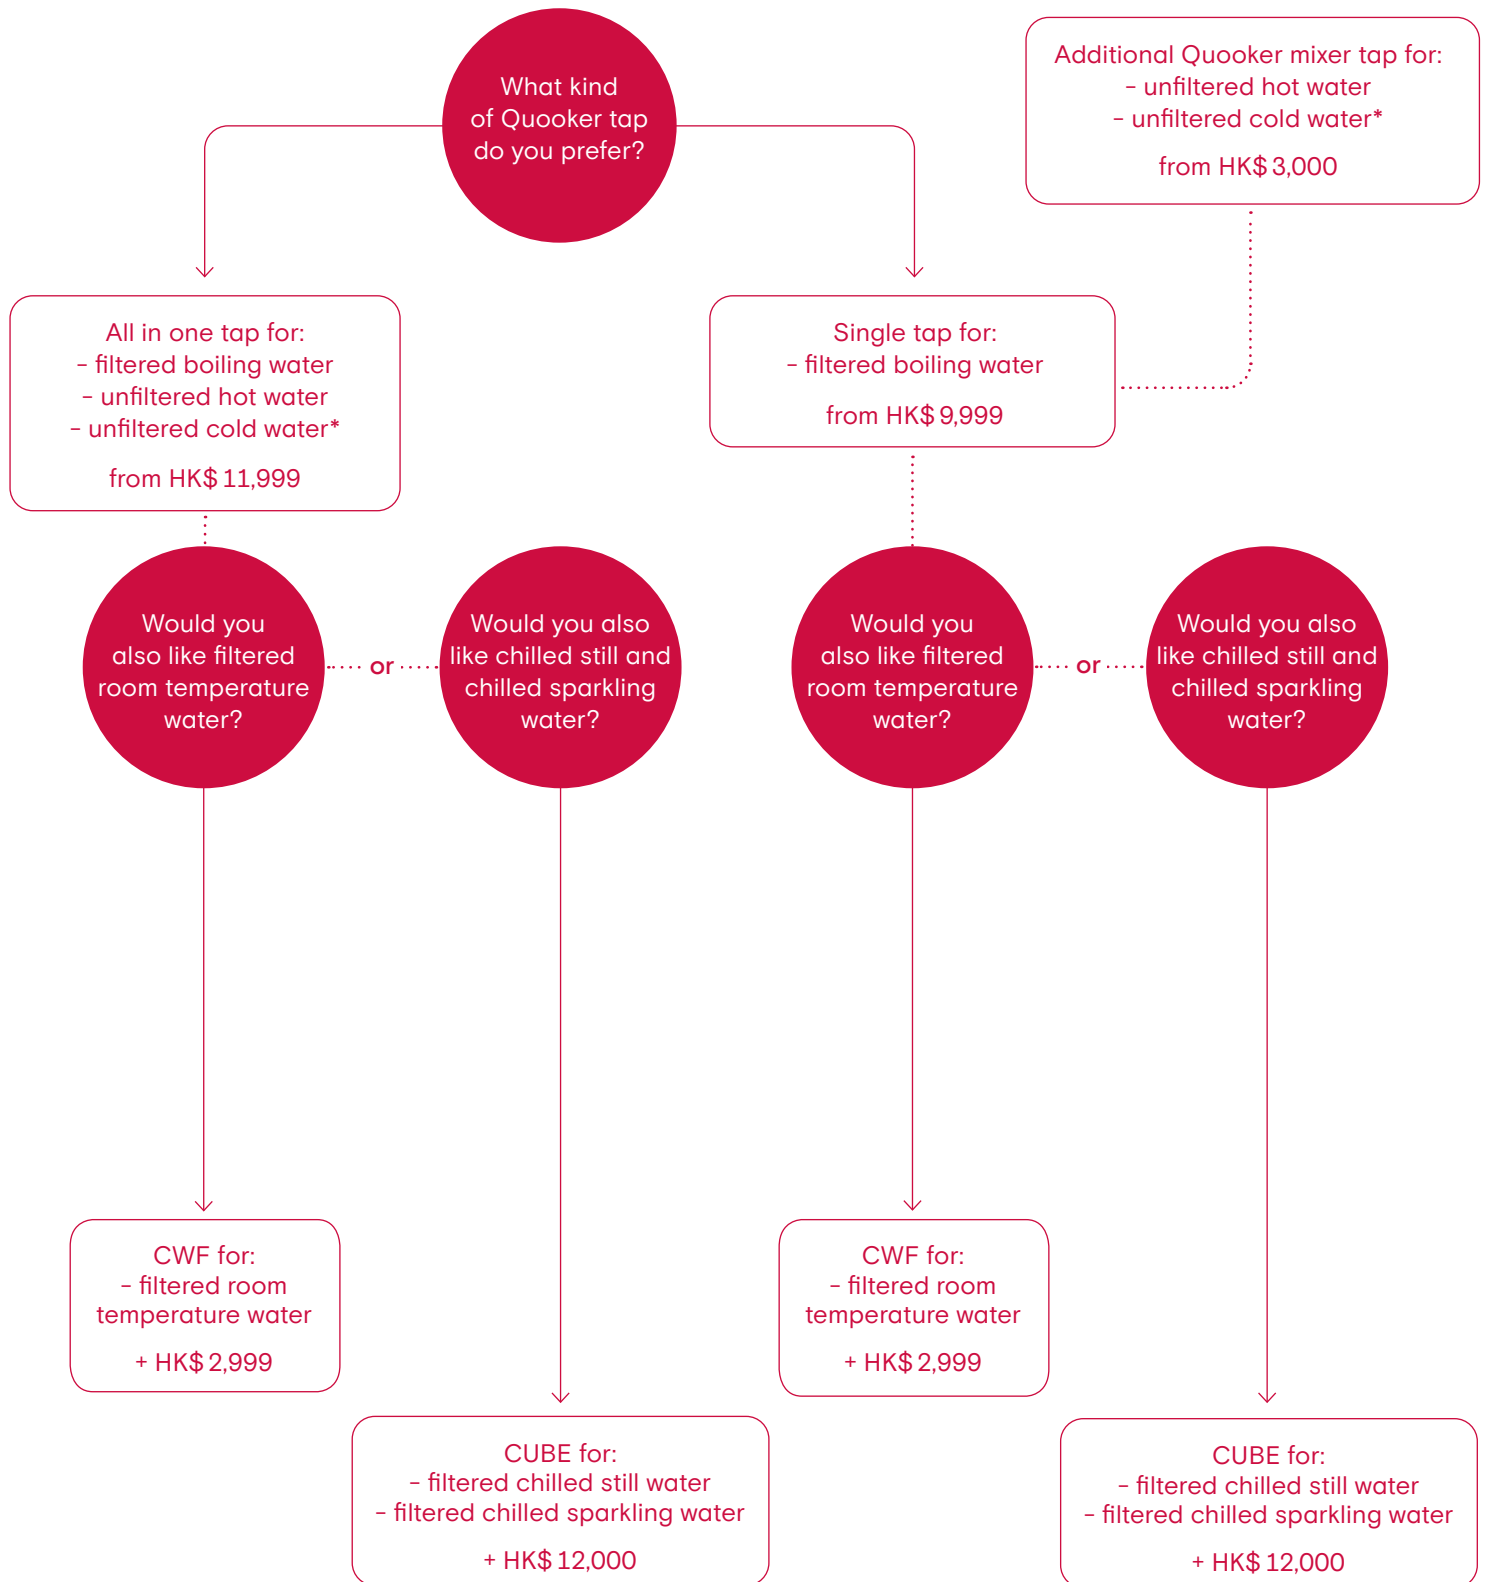 What kind
of Quooker tap
do you prefer?
Additional Quooker mixer tap for:
- unfiltered hot water
- unfiltered cold water*
from HK$ 3,000
All in one tap for:
- filtered boiling water
- unfiltered hot water
- unfiltered cold water*
from HK$ 11,999
Single tap for:
- filtered boiling water
from HK$ 9,999
Would you
also like filtered
room temperature
water?
or
Would you also
like chilled still and
chilled sparkling
water?
Would you
also like filtered
room temperature
water?
or
Would you also
like chilled still and
chilled sparkling
water?
CWF for:
- filtered room
temperature water
+ HK$ 2,999
CUBE for:
- filtered chilled still water
- filtered chilled sparkling water
+ HK$ 12,000
CWF for:
- filtered room
temperature water
+ HK$ 2,999
CUBE for:
- filtered chilled still water
- filtered chilled sparkling water
+ HK$ 12,000